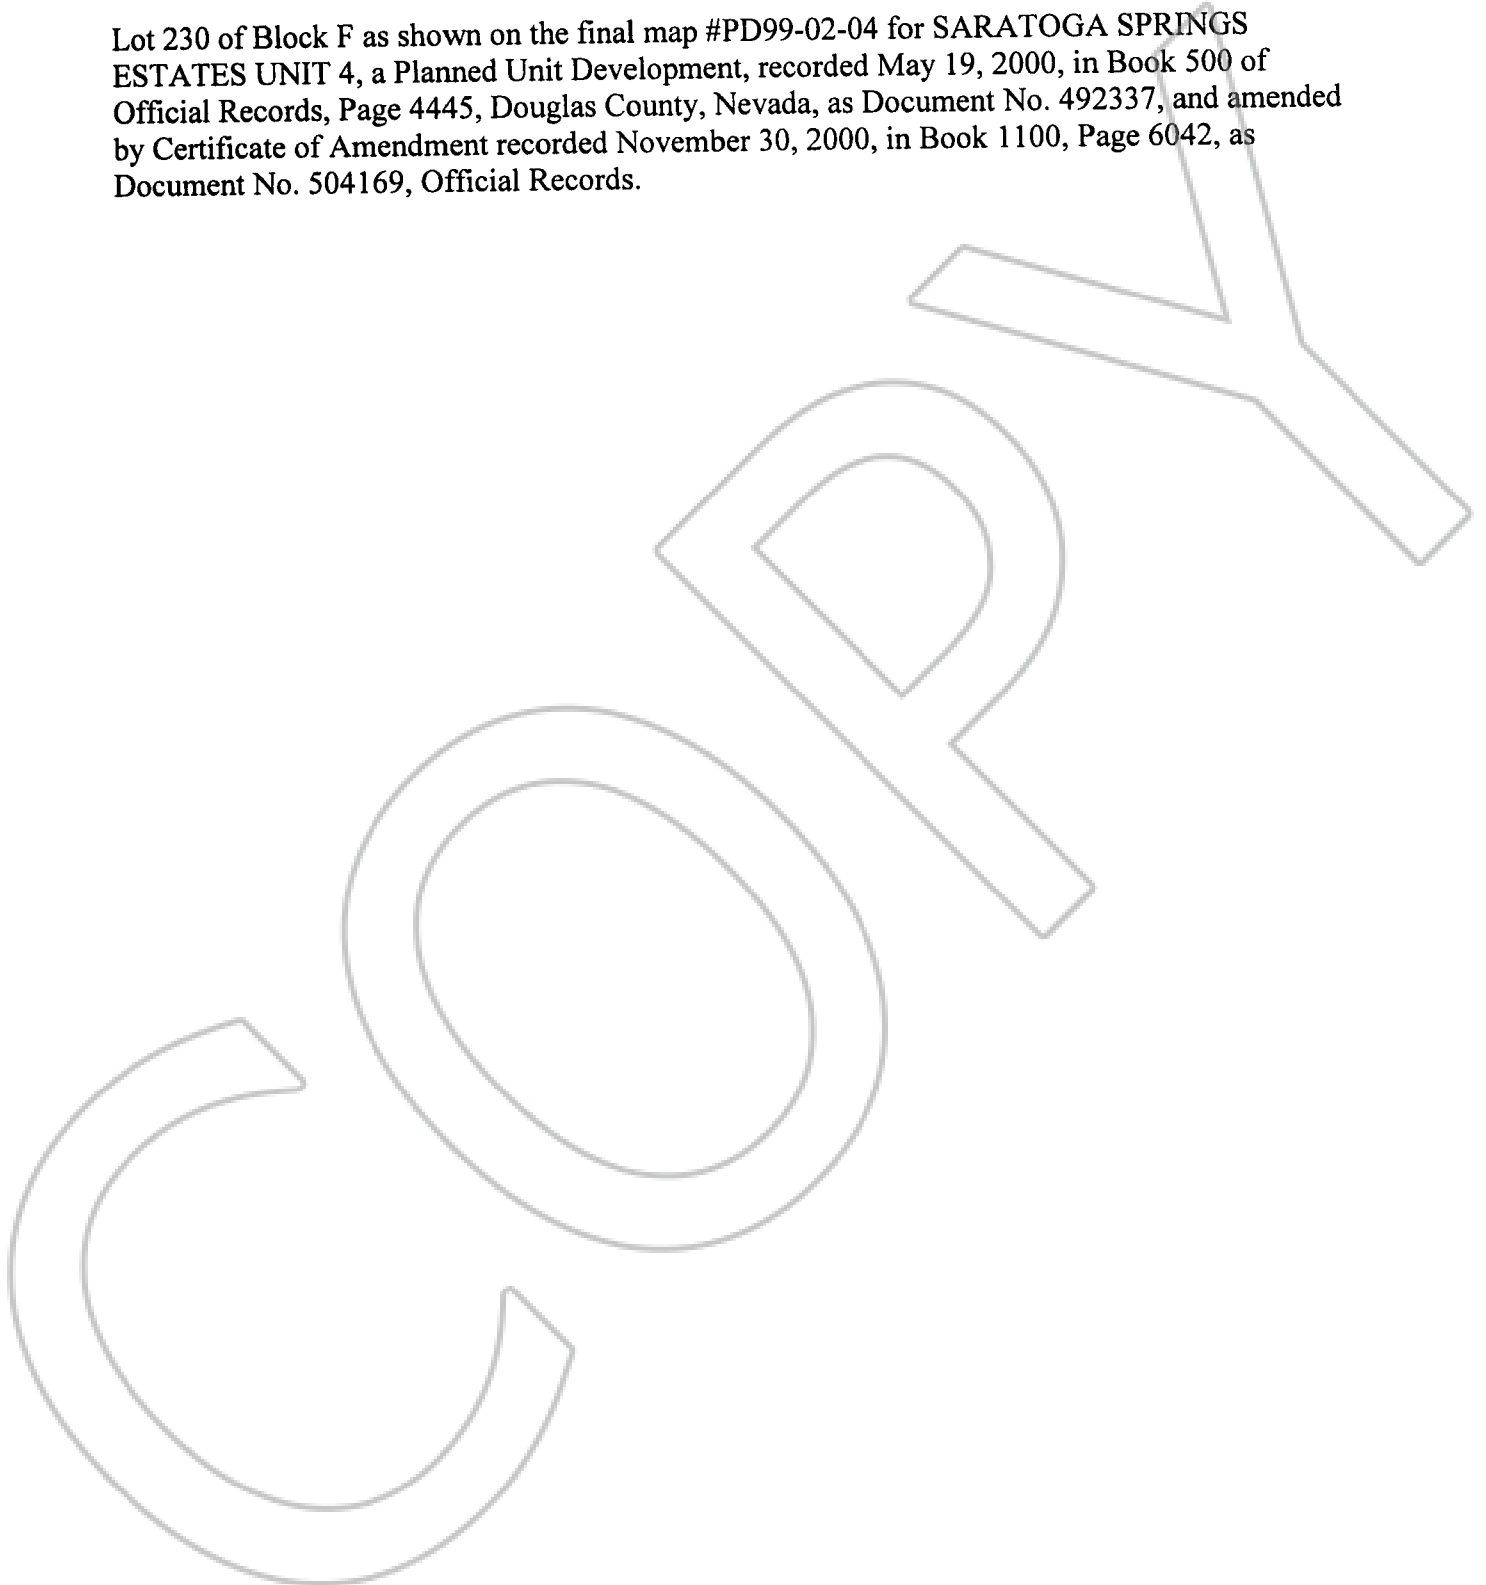 Lot 230 of Block F as shown on the final map #PD99-02-04 for SARATOGA SPRINGS
ESTATES UNIT 4, a Planned Unit Development, recorded May 19, 2000, in Book 500 of
Official Records, Page 4445, Douglas County, Nevada, as Document No. 492337, and amended
by Certificate of Amendment recorded November 30, 2000, in Book 1100, Page 6042, as
Document No. 504169, Official Records.
COPY